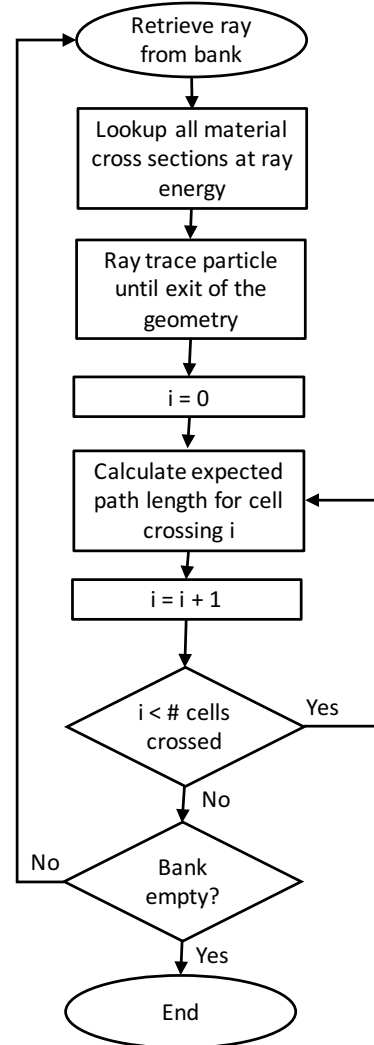 Retrieve ray
from bank
Lookup all material
cross sections at ray
energy
Ray trace particle
until exit of the
geometry
i = 0
Calculate expected
path length for cell
crossing i
i = i + 1
i < # cells
crossed
Yes
No
Bank
empty?
No
Yes
End